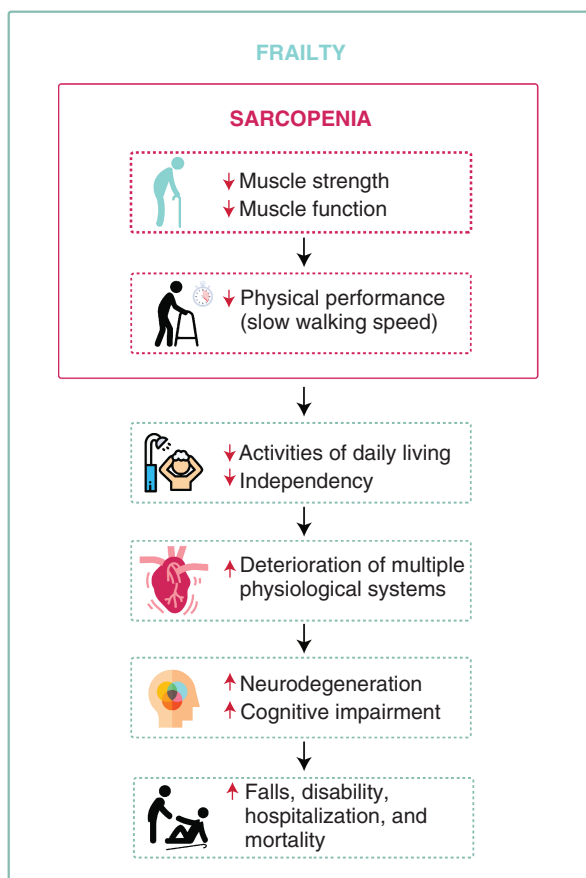 FRAILTY
SARCOPENIA
↓ Muscle strength
↓ Muscle function
↓ Physical performance
(slow walking speed)
↓ Activities of daily living
↓ Independency
↑ Deterioration of multiple
physiological systems
↑ Neurodegeneration
↑ Cognitive impairment
↑ Falls, disability,
hospitalization, and
mortality